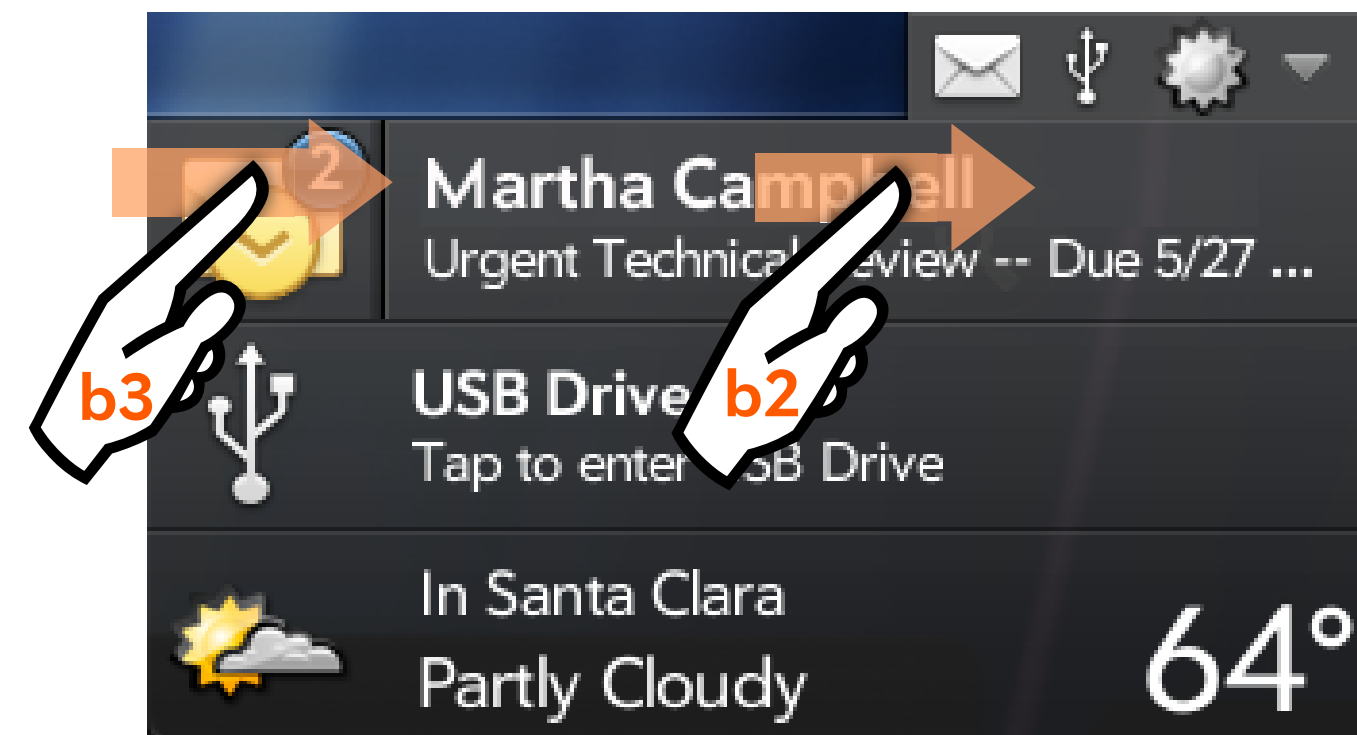 2
Martha Campbell
Urgent Technical Review -- Due 5/27 ...
b3
b2
USB Drive
Tap to enter USB Drive
In Santa Clara
Partly Cloudy
64°